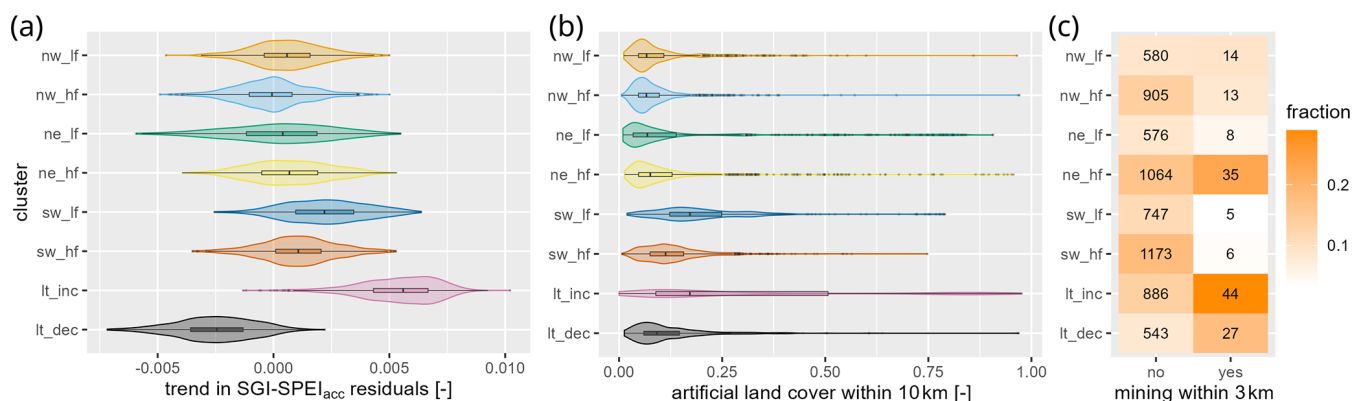 (a)
cluster
nw_lf
nw_hf
ne_lf
ne_hf
sw_lf
sw_hf
lt_inc
lt_dec
-0.005 0.000 0.005 0.010
trend in SGI-SPEIacc residuals [-]
(b)
nw_lf
nw_hf
ne_lf
ne_hf
sw_lf
sw_hf
lt_inc
lt_dec
0.00 0.25 0.50 0.75 1.00
artificial land cover within 10 km [-]
(c)
nw_lf 580 14
nw_hf 905 13
ne_lf 576 8
ne_hf 1064 35
sw_lf 747 5
sw_hf 1173 6
lt_inc 886 44
lt_dec 543 27
no yes
mining within 3 km
fraction
0.2
0.1